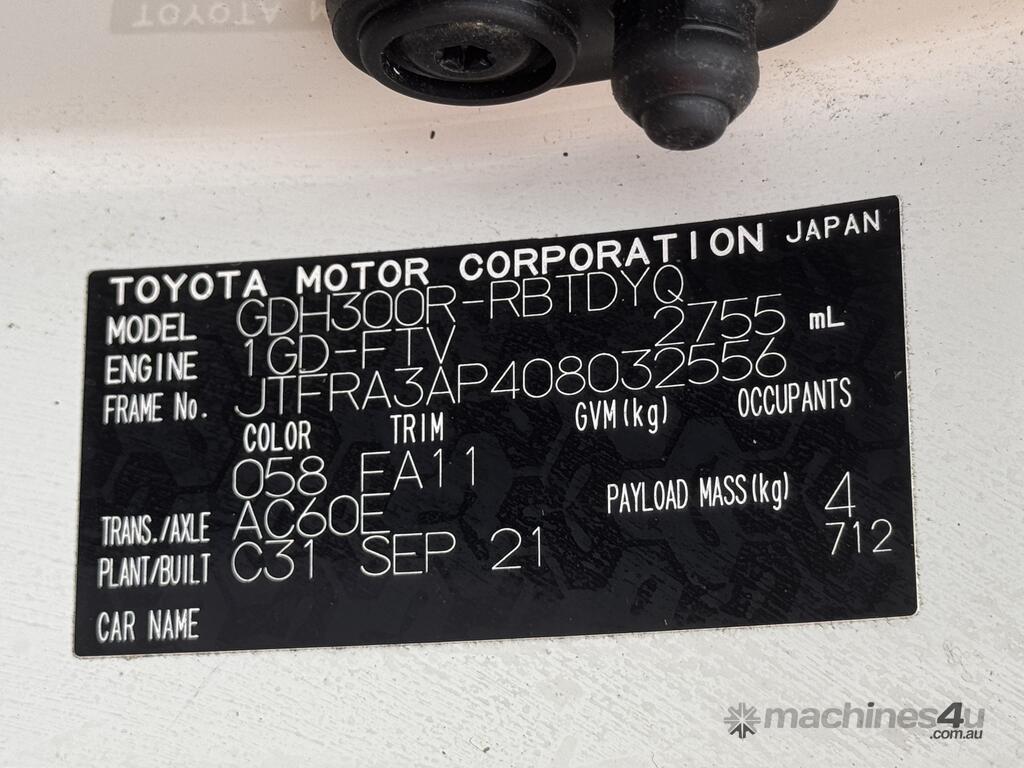 TOYOTA M
TOYOTA MOTOR CORPORATION JAPAN
MODEL GDH300R-RBTDYQ
ENGINE 1GD-FTV 2755 mL
FRAME No. JTFRA3AP408032556
COLOR TRIM GVM(kg) OCCUPANTS
058 FA11
TRANS./AXLE AC60E PAYLOAD MASS(kg) 4
PLANT/BUILT C31 SEP 21 712
CAR NAME
machines4u
.com.au